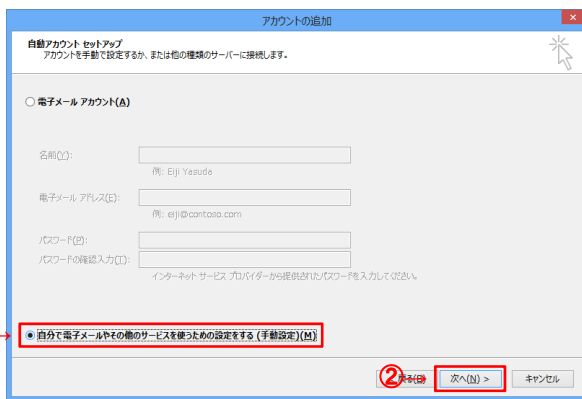 アカウントの追加
×
自動アカウント セットアップ
アカウントを手動で設定するか、または他の種類のサーバーに接続します。
電子メール アカウント(A)
名前(Y):
例: Eiji Yasuda
電子メール アドレス(E):
例: eiji@contoso.com
パスワード(P):
パスワードの確認入力(T):
インターネット サービス プロバイダーから提供されたパスワードを入力してください。
自分で電子メールやその他のサービスを使うための設定をする (手動設定)(M)
② 戻る(B) 次へ(N) > キャンセル